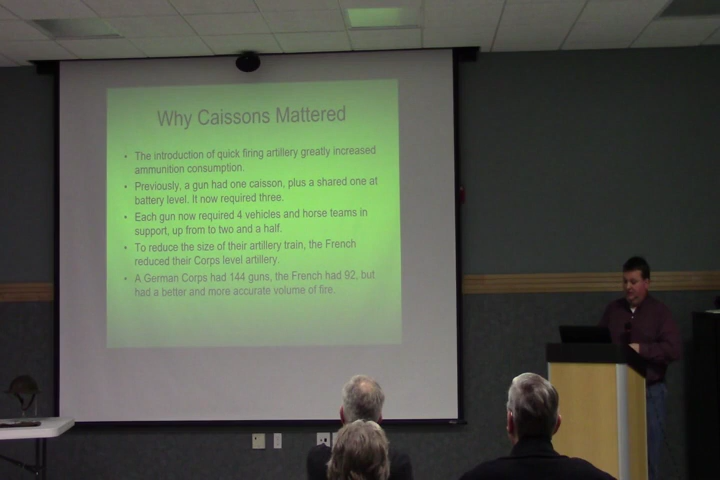 Why Caissons Mattered
• The introduction of quick firing artillery greatly increased
ammunition consumption.
• Previously, a gun had one caisson, plus a shared one at
battery level. It now required three.
• Each gun now required 4 vehicles and horse teams in
support, up from to two and a half.
• To reduce the size of their artillery train, the French
reduced their Corps level artillery.
• A German Corps had 144 guns, the French had 92, but
had a better and more accurate volume of fire.